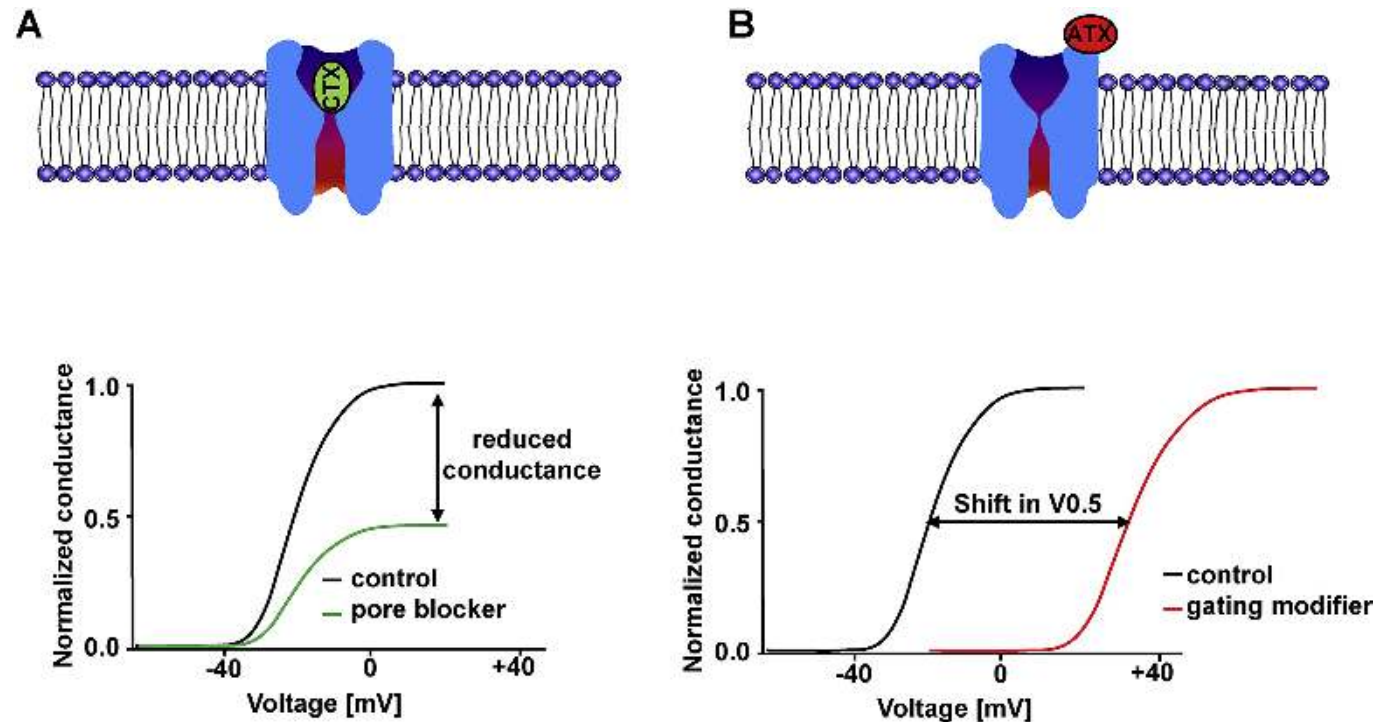 A
CTX
Normalized conductance
1.0
0.5
0.0
reduced
conductance
control
pore blocker
-40
0
+40
Voltage [mV]
B
ATX
Normalized conductance
1.0
0.5
0.0
Shift in V0.5
control
gating modifier
-40
0
+40
Voltage [mV]